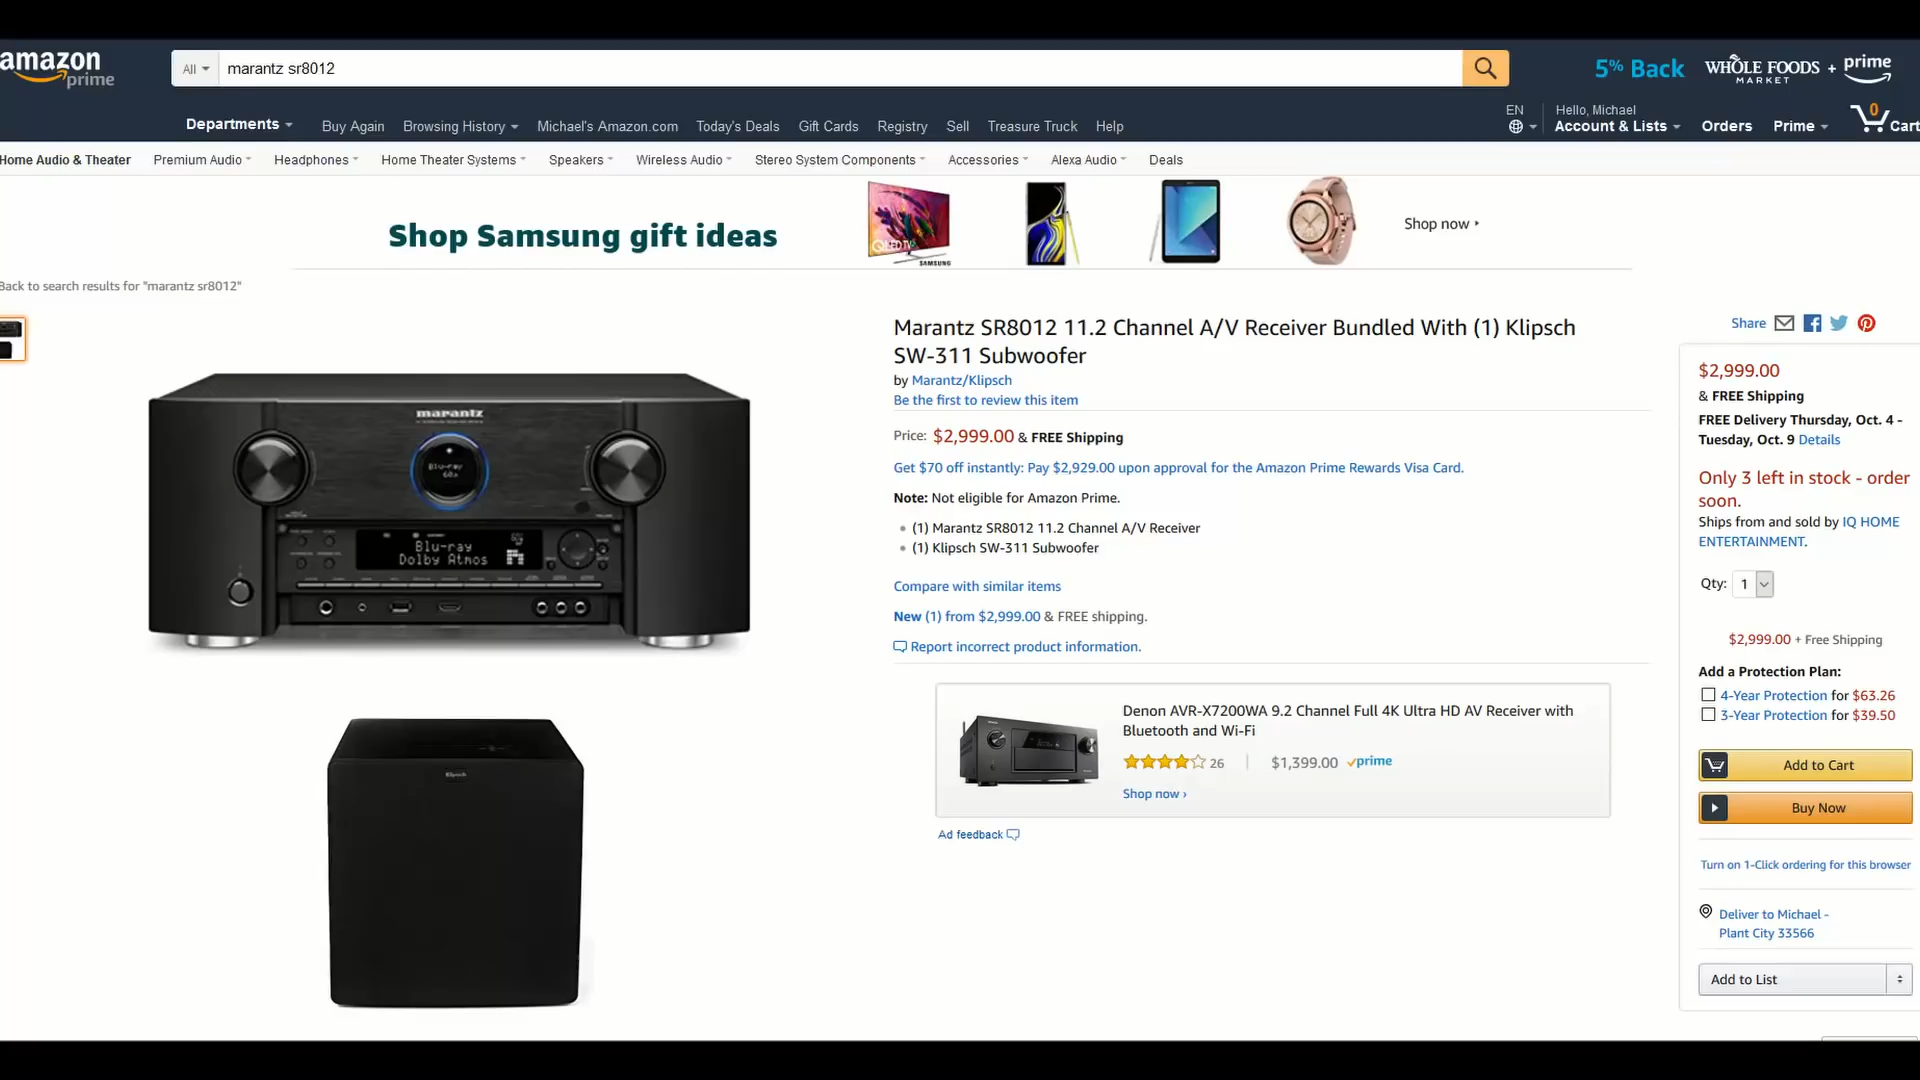 amazon
prime
All
marantz sr8012
5% Back
WHOLE FOODS
MARKET
+
prime
Departments
Buy Again
Browsing History
Michael's Amazon.com
Today's Deals
Gift Cards
Registry
Sell
Treasure Truck
Help
EN
Hello, Michael
Account & Lists
Orders
Prime
0
Cart
Home Audio & Theater
Premium Audio
Headphones
Home Theater Systems
Speakers
Wireless Audio
Stereo System Components
Accessories
Alexa Audio
Deals
Shop Samsung gift ideas
QLED TV
SAMSUNG
Shop now
Back to search results for "marantz sr8012"
marantz
Blu-ray
Blu-ray
Dolby Atmos
Klipsch
Marantz SR8012 11.2 Channel A/V Receiver Bundled With (1) Klipsch
SW-311 Subwoofer
by Marantz/Klipsch
Be the first to review this item
Price: $2,999.00 & FREE Shipping
Get $70 off instantly: Pay $2,929.00 upon approval for the Amazon Prime Rewards Visa Card.
Note: Not eligible for Amazon Prime.
• (1) Marantz SR8012 11.2 Channel A/V Receiver
• (1) Klipsch SW-311 Subwoofer
Compare with similar items
New (1) from $2,999.00 & FREE shipping.
Report incorrect product information.
Denon AVR-X7200WA 9.2 Channel Full 4K Ultra HD AV Receiver with
Bluetooth and Wi-Fi
26
$1,399.00
prime
Shop now ›
Ad feedback
Share
$2,999.00
& FREE Shipping
FREE Delivery Thursday, Oct. 4 -
Tuesday, Oct. 9 Details
Only 3 left in stock - order
soon.
Ships from and sold by IQ HOME
ENTERTAINMENT.
Qty: 1
$2,999.00 + Free Shipping
Add a Protection Plan:
4-Year Protection for $63.26
3-Year Protection for $39.50
Add to Cart
Buy Now
Turn on 1-Click ordering for this browser
Deliver to Michael -
Plant City 33566
Add to List